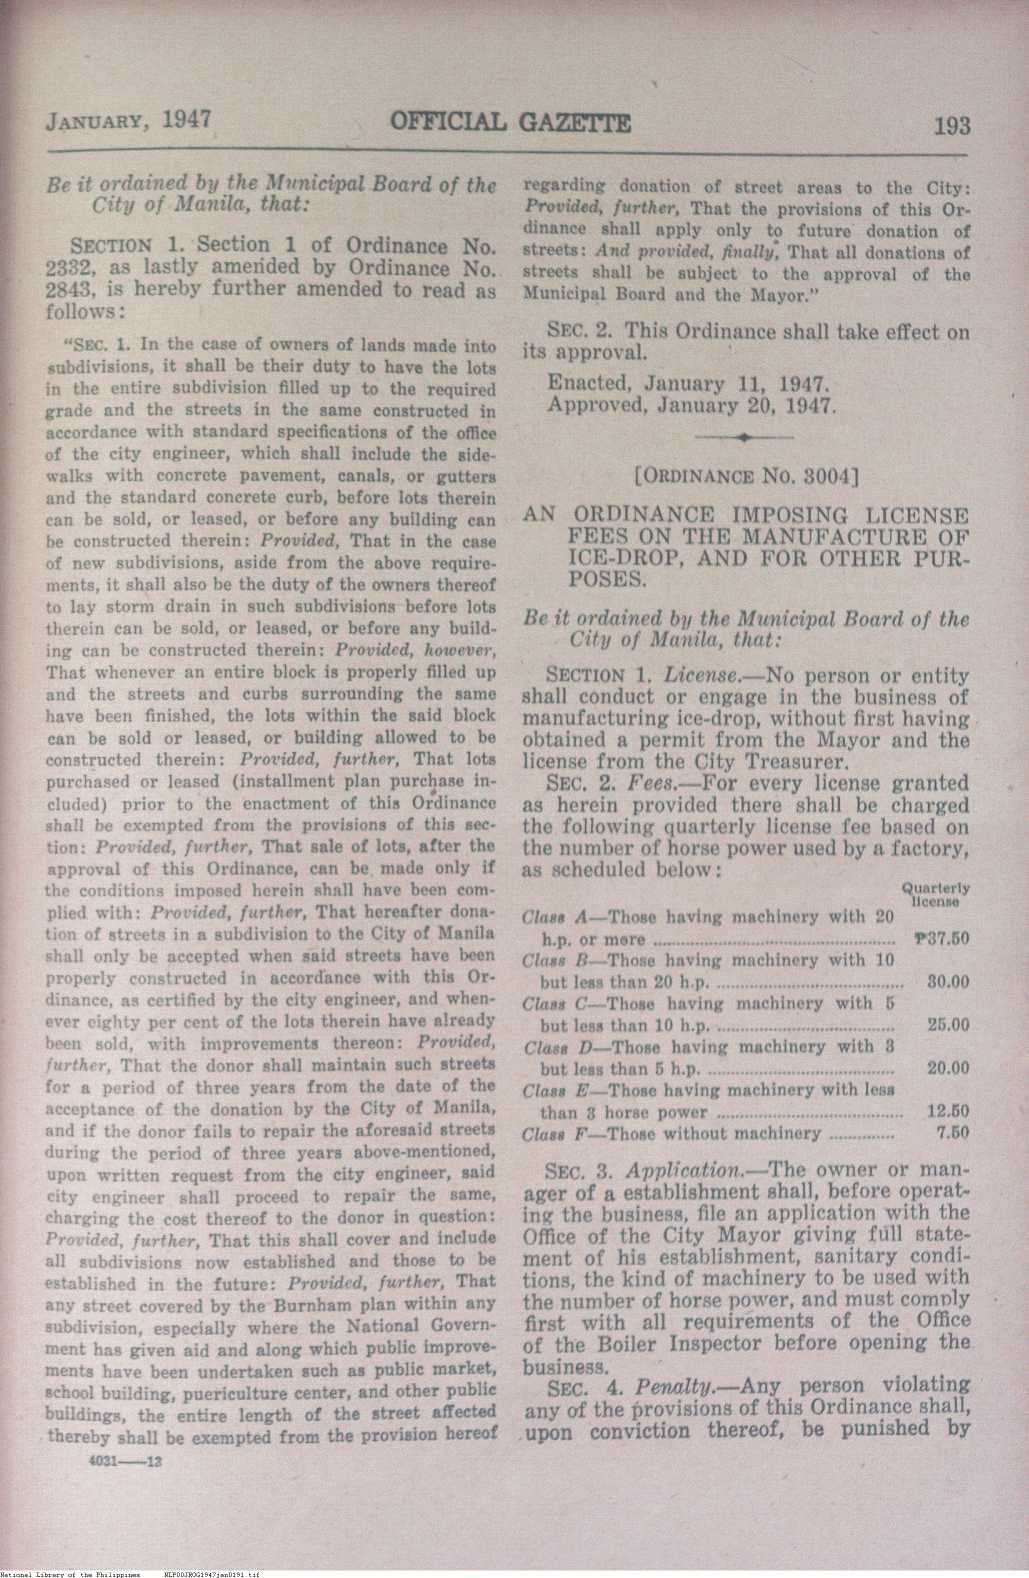 JANUARY, 1947
OFFICIAL GAZETTE
193
Be it ordained by the Municipal Board of the
City of Manila, that:
SECTION 1. Section 1 of Ordinance No.
2332, as lastly amended by Ordinance No.
2843, is hereby further amended to read as
follows:
"SEC. 1. In the case of owners of lands made into
subdivisions, it shall be their duty to have the lots
in the entire subdivision filled up to the required
grade and the streets in the same constructed in
accordance with standard specifications of the office
of the city engineer, which shall include the side-
walks with concrete pavement, canals, or gutters
and the standard concrete curb, before lots therein
can be sold, or leased, or before any building can
be constructed therein: Provided, That in the case
of new subdivisions, aside from the above require-
ments, it shall also be the duty of the owners thereof
to lay storm drain in such subdivisions before lots
therein can be sold, or leased, or before any build-
ing can be constructed therein: Provided, however,
That whenever an entire block is properly filled up
and the streets and curbs surrounding the same
have been finished, the lots within the said block
can be sold or leased, or building allowed to be
constructed therein: Provided, further, That lots
purchased or leased (installment plan purchase in-
cluded) prior to the enactment of this Ordinance
shall be exempted from the provisions of this sec-
tion: Provided, further, That sale of lots, after the
approval of this Ordinance, can be made only if
the conditions imposed herein shall have been com-
plied with: Provided, further, That hereafter dona-
tion of streets in a subdivision to the City of Manila
shall only be accepted when said streets have been
properly constructed in accordance with this Or-
dinance, as certified by the city engineer, and when-
ever eighty per cent of the lots therein have already
been sold, with improvements thereon: Provided,
further, That the donor shall maintain such streets
for a period of three years from the date of the
acceptance of the donation by the City of Manila,
and if the donor fails to repair the aforesaid streets
during the period of three years above-mentioned,
upon written request from the city engineer, said
city engineer shall proceed to repair the same,
charging the cost thereof to the donor in question:
Provided, further, That this shall cover and include
all subdivisions now established and those to be
established in the future: Provided, further, That
any street covered by the Burnham plan within any
subdivision, especially where the National Govern-
ment has given aid and along which public improve-
ments have been undertaken such as public market,
school building, puericulture center, and other public
buildings, the entire length of the street affected
thereby shall be exempted from the provision hereof
4031——13
regarding donation of street areas to the City:
Provided, further, That the provisions of this Or-
dinance shall apply only to future donation of
streets: And provided, finally, That all donations of
streets shall be subject to the approval of the
Municipal Board and the Mayor."
SEC. 2. This Ordinance shall take effect on
its approval.
Enacted, January 11, 1947.
Approved, January 20, 1947.
[ORDINANCE No. 3004]
AN ORDINANCE IMPOSING LICENSE
FEES ON THE MANUFACTURE OF
ICE-DROP, AND FOR OTHER PUR-
POSES.
Be it ordained by the Municipal Board of the
City of Manila, that:
SECTION 1. License.—No person or entity
shall conduct or engage in the business of
manufacturing ice-drop, without first having
obtained a permit from the Mayor and the
license from the City Treasurer.
SEC. 2. Fees.—For every license granted
as herein provided there shall be charged
the following quarterly license fee based on
the number of horse power used by a factory,
as scheduled below:
Quarterly
license
Class A—Those having machinery with 20
h.p. or more ........ ₱37.50
Class B—Those having machinery with 10
but less than 20 h.p. ........ 30.00
Class C—Those having machinery with 5
but less than 10 h.p. ........ 25.00
Class D—Those having machinery with 3
but less than 5 h.p. ........ 20.00
Class E—Those having machinery with less
than 3 horse power ........ 12.50
Class F—Those without machinery ........ 7.50
SEC. 3. Application.—The owner or man-
ager of a establishment shall, before operat-
ing the business, file an application with the
Office of the City Mayor giving full state-
ment of his establishment, sanitary condi-
tions, the kind of machinery to be used with
the number of horse power, and must comply
first with all requirements of the Office
of the Boiler Inspector before opening the
business.
SEC. 4. Penalty.—Any person violating
any of the provisions of this Ordinance shall,
upon conviction thereof, be punished by
National Library of the Philippines NLP00JROG1947jan0191.tif